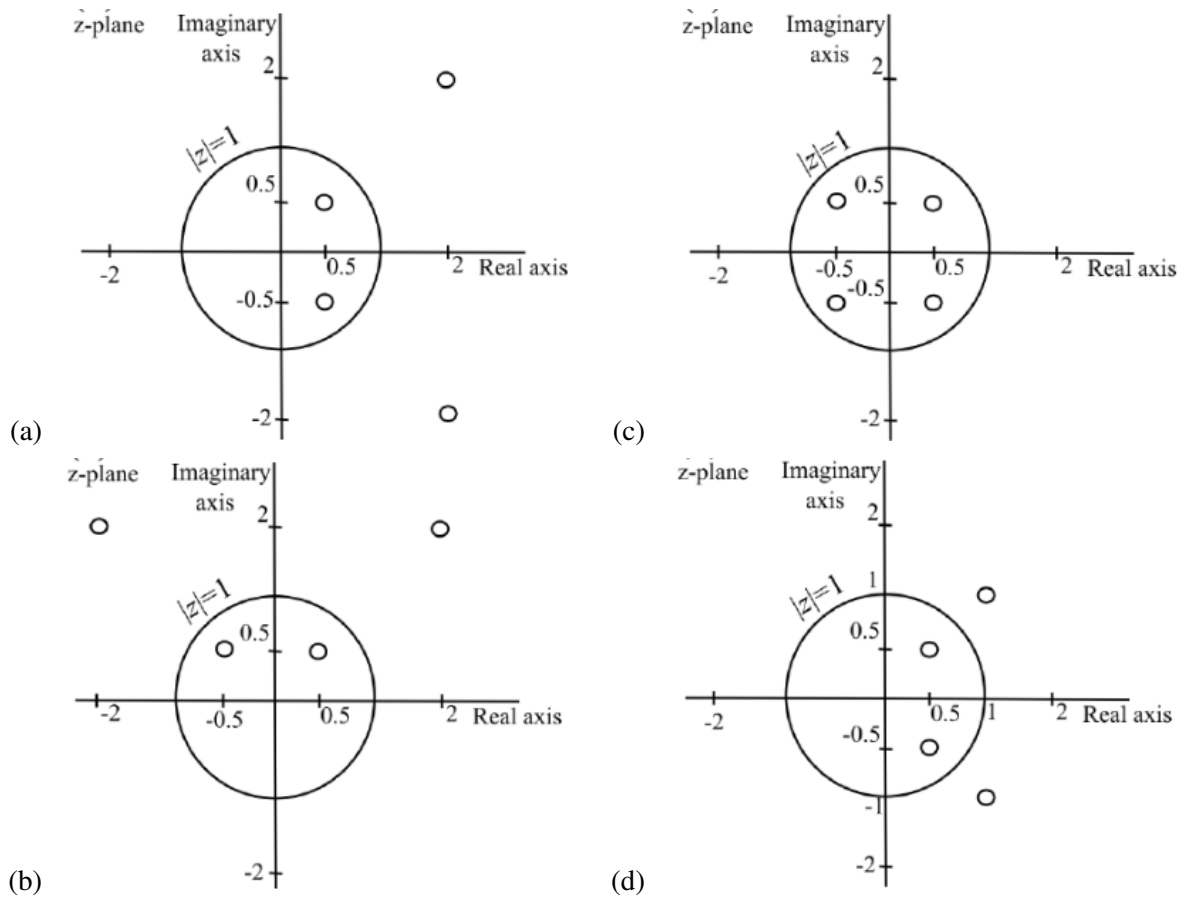 z-plane
Imaginary
axis
2
|z|=1
0.5
-2
0.5
2
Real axis
-0.5
-2
(a)
z-plane
Imaginary
axis
2
|z|=1
0.5
-2
-0.5
0.5
2
Real axis
-0.5
-2
(c)
z-plane
Imaginary
axis
2
|z|=1
0.5
-2
-0.5
0.5
2
Real axis
-2
(b)
z-plane
Imaginary
axis
2
|z|=1
1
0.5
-2
0.5
1
2
Real axis
-0.5
-1
-2
(d)